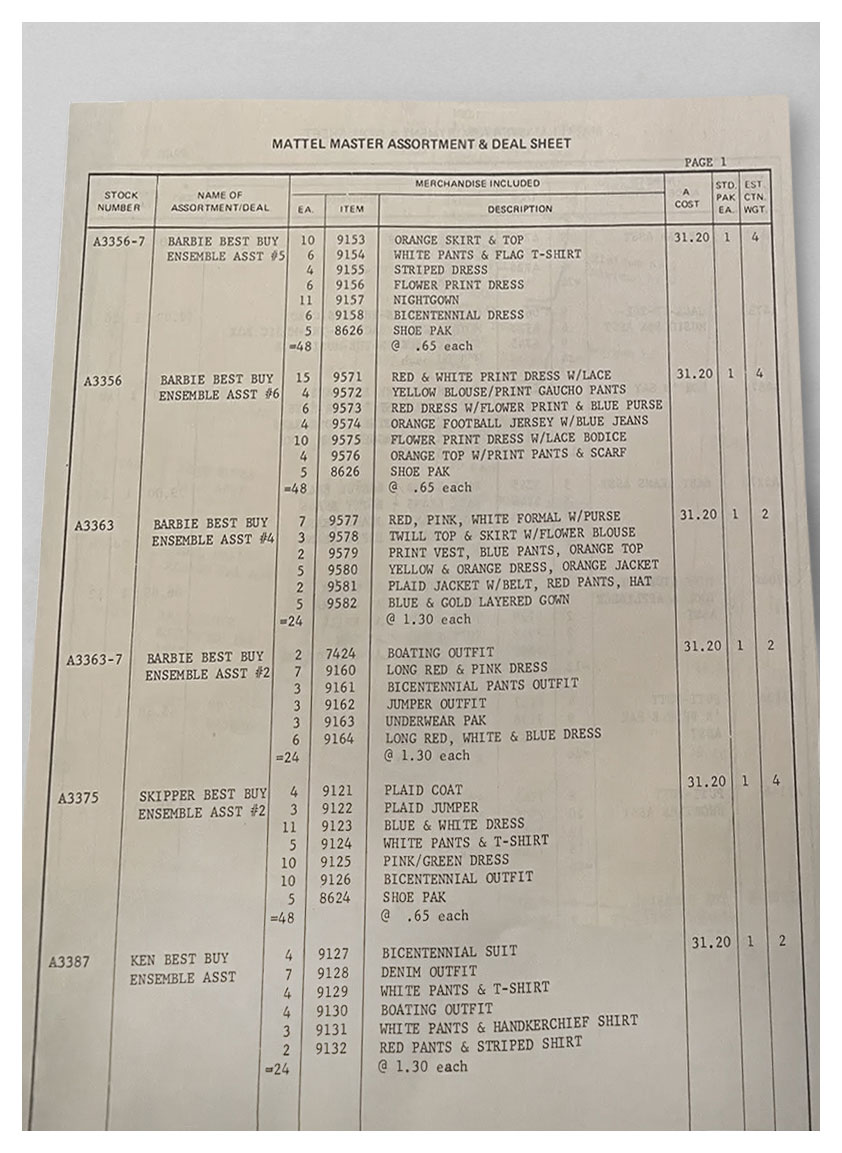 MATTEL MASTER ASSORTMENT & DEAL SHEET
PAGE 1
STOCK NUMBER NAME OF ASSORTMENT/DEAL MERCHANDISE INCLUDED A COST STD. PAK EA. EST. CTN. WGT.
EA. ITEM DESCRIPTION
A3356-7 BARBIE BEST BUY 10 9153 ORANGE SKIRT & TOP 31.20 1 4
ENSEMBLE ASST #5 6 9154 WHITE PANTS & FLAG T-SHIRT
4 9155 STRIPED DRESS
6 9156 FLOWER PRINT DRESS
11 9157 NIGHTGOWN
6 9158 BICENTENNIAL DRESS
5 8626 SHOE PAK
=48 @ .65 each
A3356 BARBIE BEST BUY 15 9571 RED & WHITE PRINT DRESS W/LACE 31.20 1 4
ENSEMBLE ASST #6 4 9572 YELLOW BLOUSE/PRINT GAUCHO PANTS
6 9573 RED DRESS W/FLOWER PRINT & BLUE PURSE
4 9574 ORANGE FOOTBALL JERSEY W/BLUE JEANS
10 9575 FLOWER PRINT DRESS W/LACE BODICE
4 9576 ORANGE TOP W/PRINT PANTS & SCARF
5 8626 SHOE PAK
=48 @ .65 each
A3363 BARBIE BEST BUY 7 9577 RED, PINK, WHITE FORMAL W/PURSE 31.20 1 2
ENSEMBLE ASST #4 3 9578 TWILL TOP & SKIRT W/FLOWER BLOUSE
2 9579 PRINT VEST, BLUE PANTS, ORANGE TOP
5 9580 YELLOW & ORANGE DRESS, ORANGE JACKET
2 9581 PLAID JACKET W/BELT, RED PANTS, HAT
5 9582 BLUE & GOLD LAYERED GOWN
=24 @ 1.30 each
A3363-7 BARBIE BEST BUY 2 7424 BOATING OUTFIT 31.20 1 2
ENSEMBLE ASST #2 7 9160 LONG RED & PINK DRESS
3 9161 BICENTENNIAL PANTS OUTFIT
3 9162 JUMPER OUTFIT
3 9163 UNDERWEAR PAK
6 9164 LONG RED, WHITE & BLUE DRESS
=24 @ 1.30 each
A3375 SKIPPER BEST BUY 4 9121 PLAID COAT 31.20 1 4
ENSEMBLE ASST #2 3 9122 PLAID JUMPER
11 9123 BLUE & WHITE DRESS
5 9124 WHITE PANTS & T-SHIRT
10 9125 PINK/GREEN DRESS
10 9126 BICENTENNIAL OUTFIT
5 8624 SHOE PAK
=48 @ .65 each
A3387 KEN BEST BUY 4 9127 BICENTENNIAL SUIT 31.20 1 2
ENSEMBLE ASST 7 9128 DENIM OUTFIT
4 9129 WHITE PANTS & T-SHIRT
4 9130 BOATING OUTFIT
3 9131 WHITE PANTS & HANDKERCHIEF SHIRT
2 9132 RED PANTS & STRIPED SHIRT
=24 @ 1.30 each